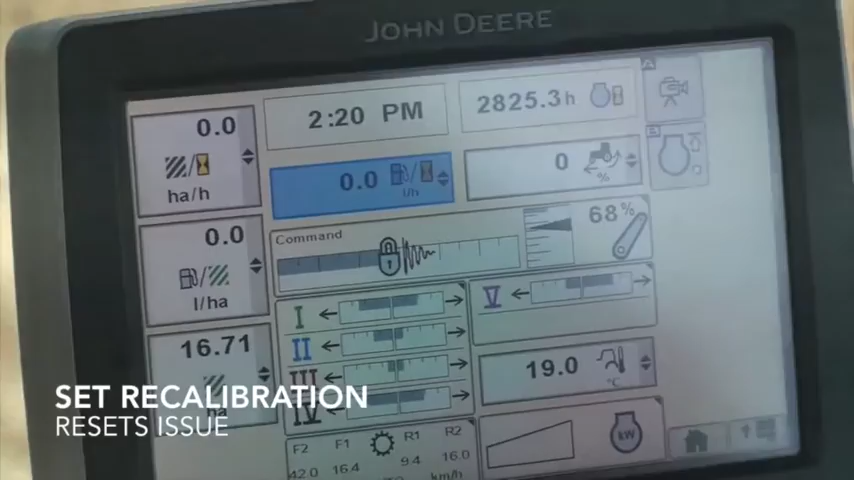 JOHN DEERE
0.0
ha/h
2:20 PM
2825.3 h
0.0
l/h
0
%
0.0
l/ha
Command
68%
I
II
III
IV
V
16.71
ha
19.0
°C
SET RECALIBRATION
RESETS ISSUE
F2 F1 R1 R2
42.0 16.4 9.4 16.0
km/h
kW